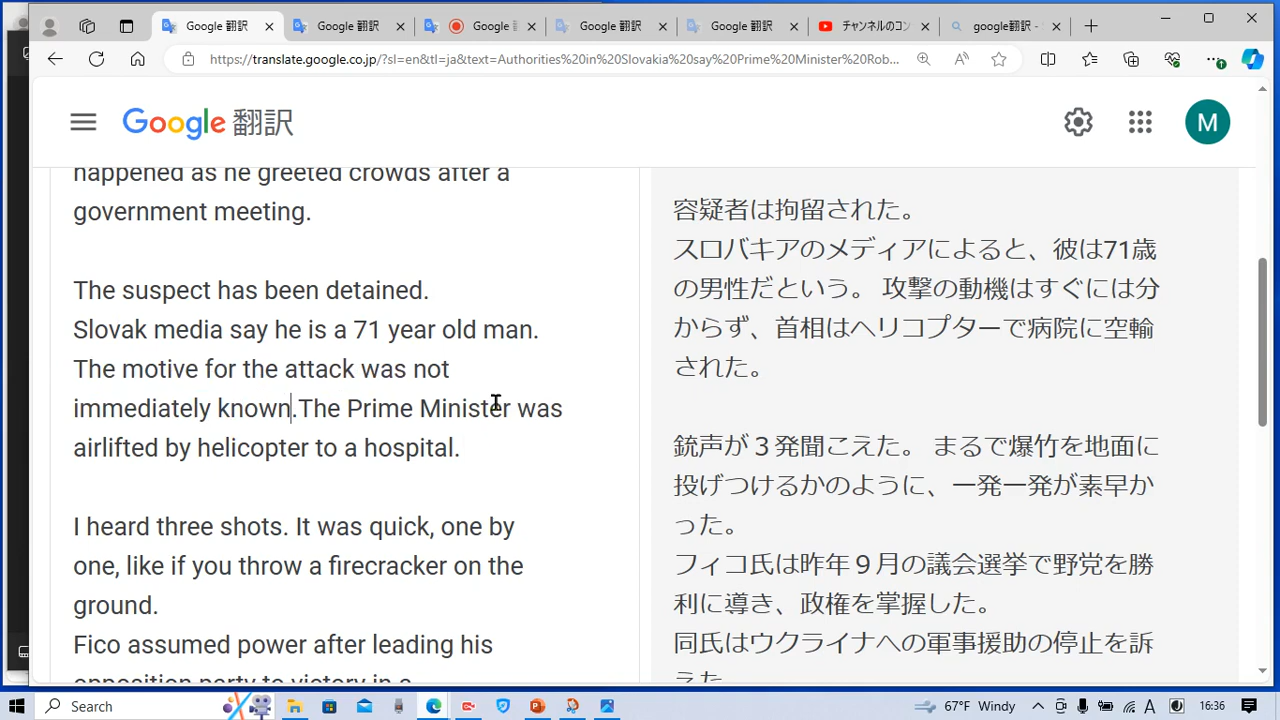 Google 翻訳
Google 翻訳
Google 翻
Google 翻訳
Google 翻訳
チャンネルのコン
google翻訳 -
https://translate.google.co.jp/?sl=en&tl=ja&text=Authorities%20in%20Slovakia%20say%20Prime%20Minister%20Rob...
Google 翻訳
M
happened as he greeted crowds after a
government meeting.
The suspect has been detained.
Slovak media say he is a 71 year old man.
The motive for the attack was not
immediately known.The Prime Minister was
airlifted by helicopter to a hospital.
I heard three shots. It was quick, one by
one, like if you throw a firecracker on the
ground.
Fico assumed power after leading his
opposition party to victory in a
容疑者は拘留された。
スロバキアのメディアによると、彼は71歳
の男性だという。 攻撃の動機はすぐには分
からず、首相はヘリコプターで病院に空輸
された。
銃声が３発聞こえた。 まるで爆竹を地面に
投げつけるかのように、一発一発が素早か
った。
フィコ氏は昨年９月の議会選挙で野党を勝
利に導き、政権を掌握した。
同氏はウクライナへの軍事援助の停止を訴
えた
Search
67°F Windy
A
16:36